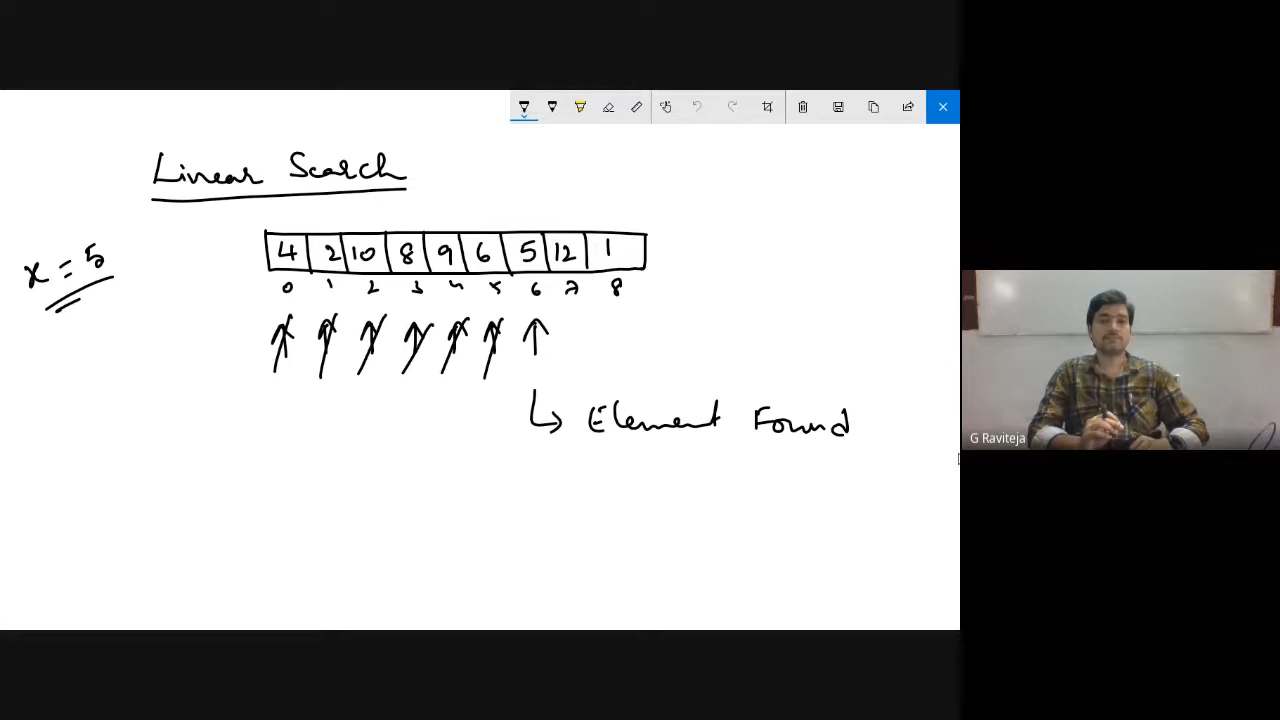 Linear Search
x = 5
4 2 10 8 9 6 5 12 1
0 1 2 3 4 5 6 7 8
Element Found
G Raviteja